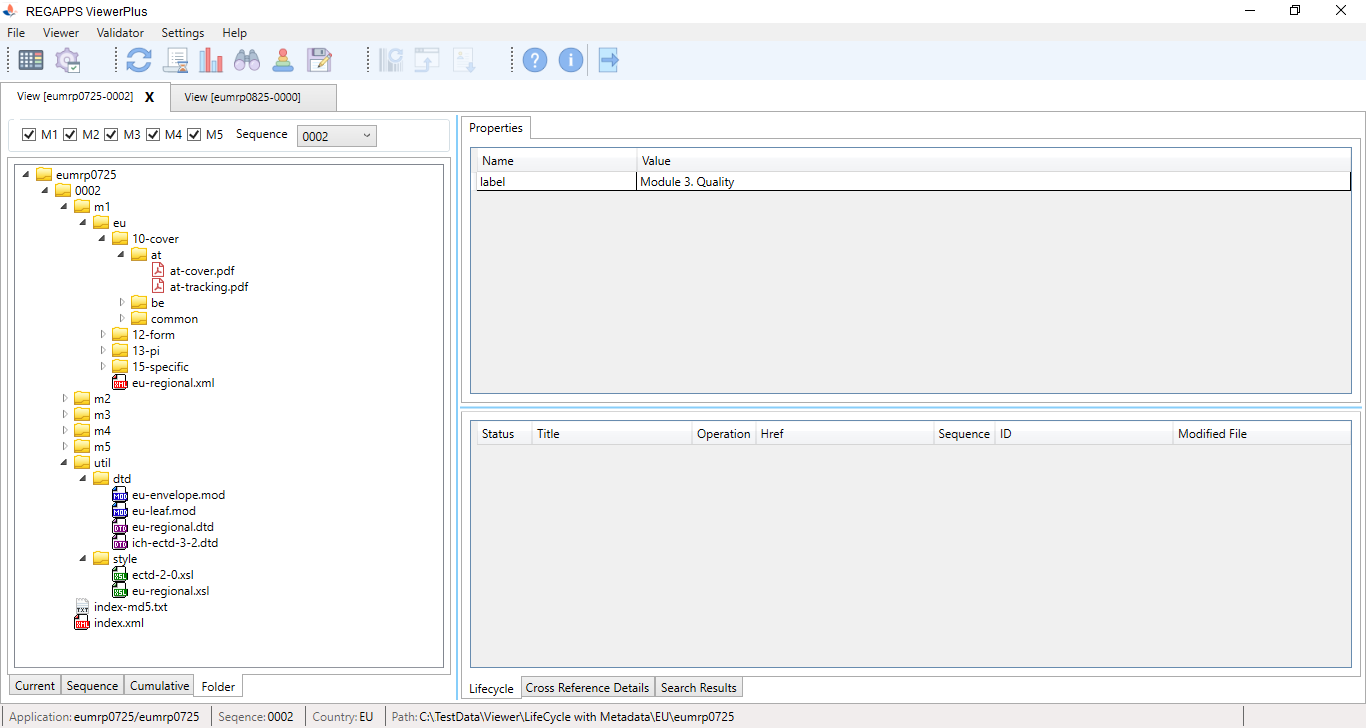 REGAPPS ViewerPlus
File Viewer Validator Settings Help
View [eumrp0725-0002] X View [eumrp0825-0000]
M1 M2 M3 M4 M5 Sequence 0002
eumrp0725
0002
m1
eu
10-cover
at
at-cover.pdf
at-tracking.pdf
be
common
12-form
13-pi
15-specific
eu-regional.xml
m2
m3
m4
m5
util
dtd
eu-envelope.mod
eu-leaf.mod
eu-regional.dtd
ich-ectd-3-2.dtd
style
ectd-2-0.xsl
eu-regional.xsl
index-md5.txt
index.xml
Current Sequence Cumulative Folder
Properties
Name Value
label Module 3. Quality
Status Title Operation Href Sequence ID Modified File
Lifecycle Cross Reference Details Search Results
Application: eumrp0725/eumrp0725 Seqence: 0002 Country: EU Path: C:\TestData\Viewer\LifeCycle with Metadata\EU\eumrp0725